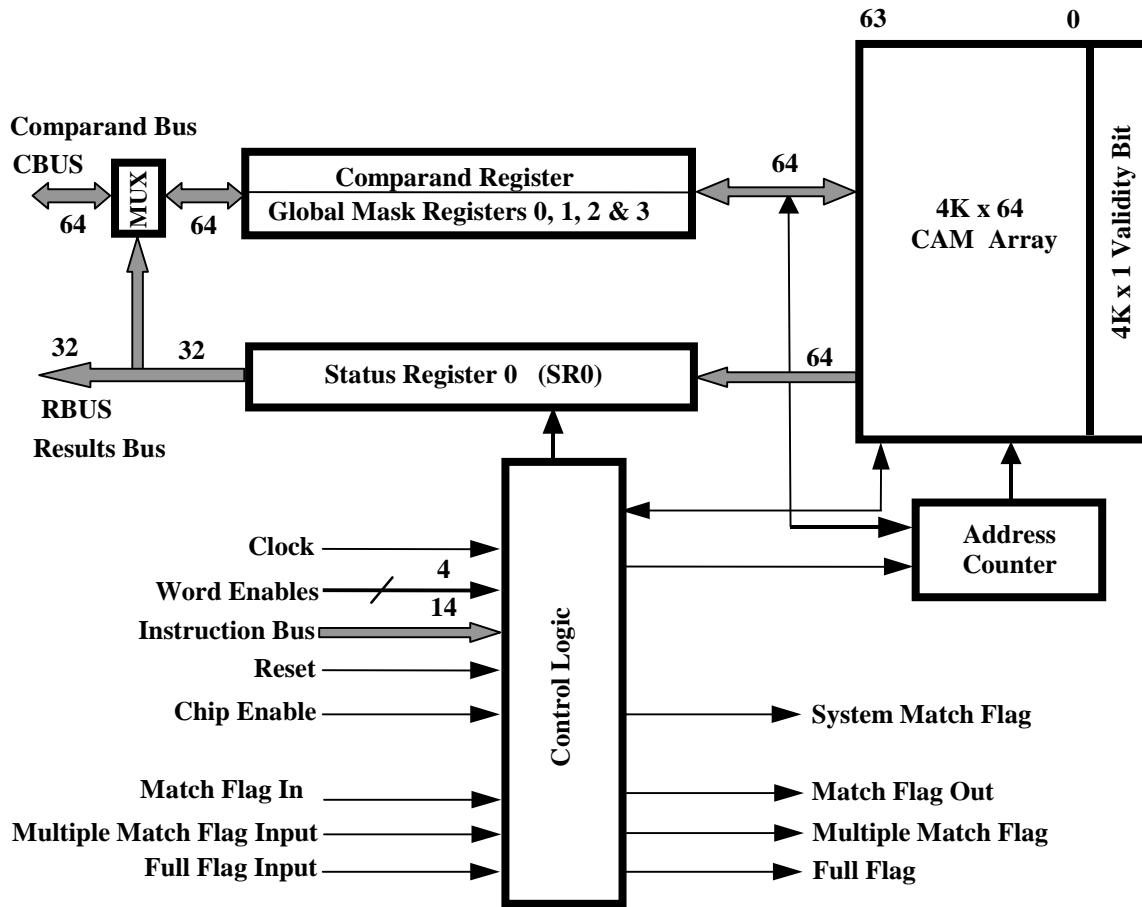 63 0
Comparand Bus
CBUS
64
MUX
64
Comparand Register
Global Mask Registers 0, 1, 2 & 3
64
4K x 64
CAM Array
4K x 1 Validity Bit
32
32
RBUS
Results Bus
Status Register 0 (SR0)
64
Control Logic
Address
Counter
Clock
Word Enables
4
Instruction Bus
14
Reset
Chip Enable
Match Flag In
Multiple Match Flag Input
Full Flag Input
System Match Flag
Match Flag Out
Multiple Match Flag
Full Flag